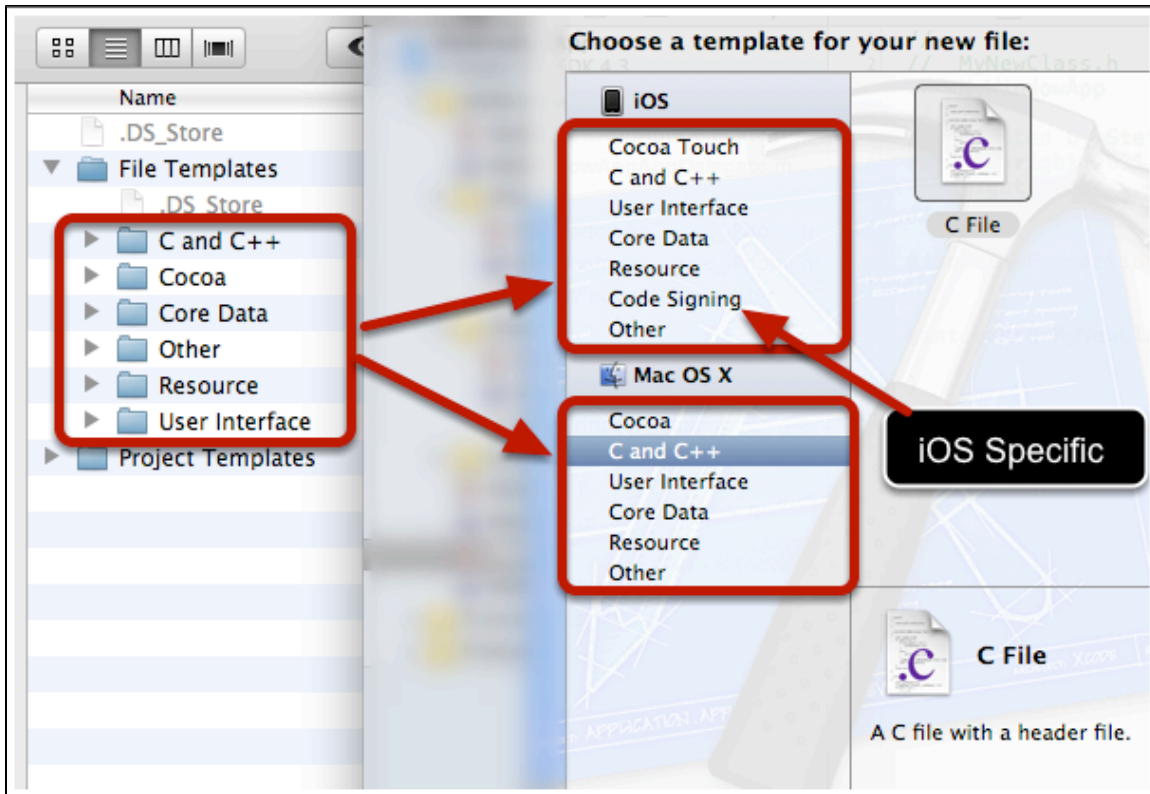 Name
.DS_Store
File Templates
.DS_Store
C and C++
Cocoa
Core Data
Other
Resource
User Interface
Project Templates
Choose a template for your new file:
iOS
Cocoa Touch
C and C++
User Interface
Core Data
Resource
Code Signing
Other
Mac OS X
Cocoa
C and C++
User Interface
Core Data
Resource
Other
iOS Specific
.C
C File
.C
C File
A C file with a header file.
2 // MyNewClass.h